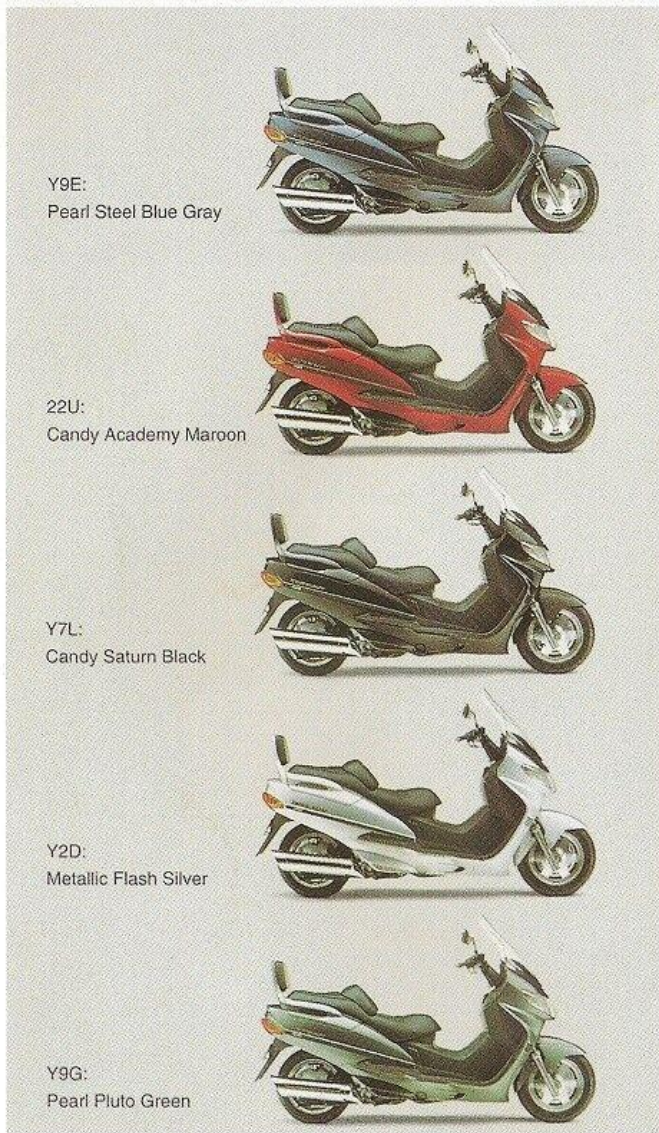 Y9E:
Pearl Steel Blue Gray
22U:
Candy Academy Maroon
Y7L:
Candy Saturn Black
Y2D:
Metallic Flash Silver
Y9G:
Pearl Pluto Green